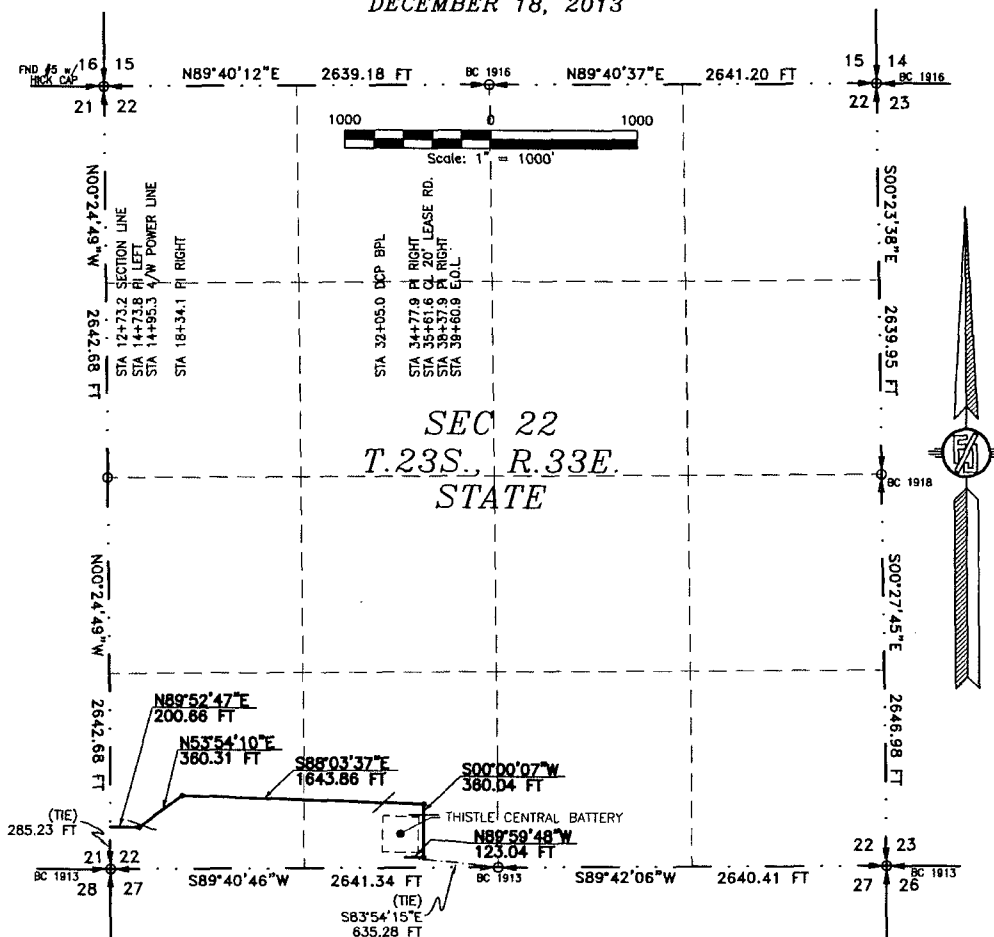 DECEMBER 18, 2013
FND #5 w/
HICK CAP
16 15
21 22
N89°40'12"E 2639.18 FT
BC 1916
N89°40'37"E 2641.20 FT
15 14
22 23
BC 1916
1000 0 1000
Scale: 1" = 1000'
N00°24'49"W 2642.68 FT
STA 12+73.2 SECTION LINE
STA 14+73.8 PI LEFT
STA 14+95.3 4/W POWER LINE
STA 18+34.1 PI RIGHT
STA 32+05.0 DCP BPL
STA 34+77.9 PI RIGHT
STA 35+61.6 CL 20' LEASE RD.
STA 38+37.9 PI RIGHT
STA 39+60.9 E.O.L.
S00°23'38"E 2639.95 FT
SEC 22
T.23S., R.33E.
STATE
BC 1918
N00°24'49"W 2642.68 FT
S00°27'45"E 2646.98 FT
N89°52'47"E
200.66 FT
N53°54'10"E
360.31 FT
S88°03'37"E
1643.86 FT
S00°00'07"W
360.04 FT
THISTLE CENTRAL BATTERY
N89°59'48"W
123.04 FT
(TIE)
285.23 FT
21 22
28 27
BC 1913
S89°40'46"W 2641.34 FT
BC 1913
(TIE)
S83°54'15"E
635.28 FT
S89°42'06"W 2640.41 FT
22 23
27 26
BC 1913